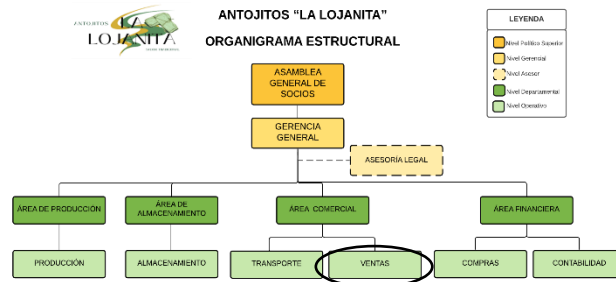 ANTOJITOS "LA LOJANITA"
ORGANIGRAMA ESTRUCTURAL
ANTOJITOS
LA
LOJANITA
LEYENDA
Nivel Político Superior
Nivel Gerencial
Nivel Asesor
Nivel Departamental
Nivel Operativo
ASAMBLEA
GENERAL DE
SOCIOS
GERENCIA
GENERAL
ASESORÍA LEGAL
ÁREA DE PRODUCCIÓN
ÁREA DE
ALMACENAMIENTO
ÁREA COMERCIAL
ÁREA FINANCIERA
PRODUCCIÓN
ALMACENAMIENTO
TRANSPORTE
VENTAS
COMPRAS
CONTABILIDAD